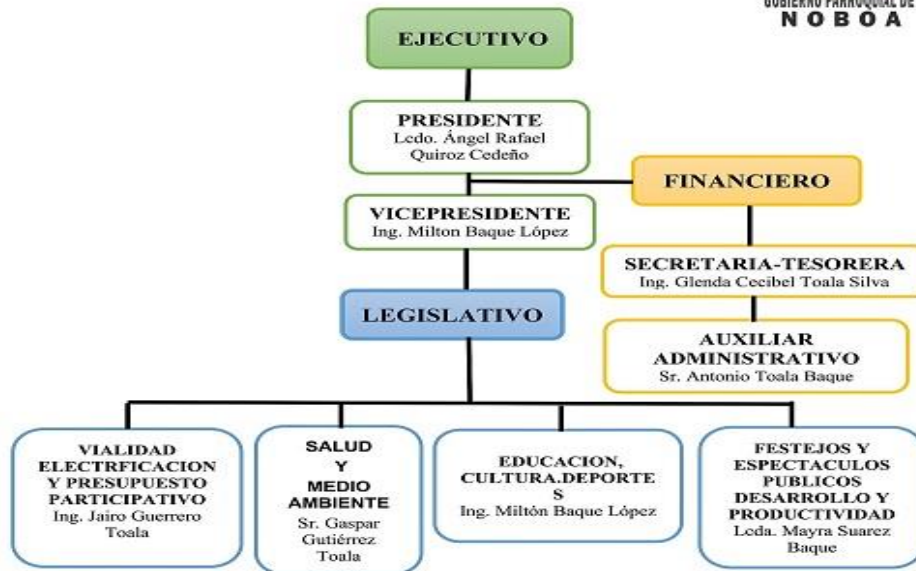 GOBIERNO PARROQUIAL DE
NOBOA
EJECUTIVO
PRESIDENTE
Lcdo. Ángel Rafael
Quiroz Cedeño
FINANCIERO
VICEPRESIDENTE
Ing. Milton Baque López
SECRETARIA-TESORERA
Ing. Glenda Cecibel Toala Silva
LEGISLATIVO
AUXILIAR
ADMINISTRATIVO
Sr. Antonio Toala Baque
VIALIDAD
ELECTRFICACION
Y PRESUPUESTO
PARTICIPATIVO
Ing. Jairo Guerrero
Toala
SALUD
Y
MEDIO
AMBIENTE
Sr. Gaspar
Gutiérrez
Toala
EDUCACION,
CULTURA.DEPORTE
S
Ing. Miltón Baque López
FESTEJOS Y
ESPECTACULOS
PUBLICOS
DESARROLLO Y
PRODUCTIVIDAD
Lcda. Mayra Suarez
Baque